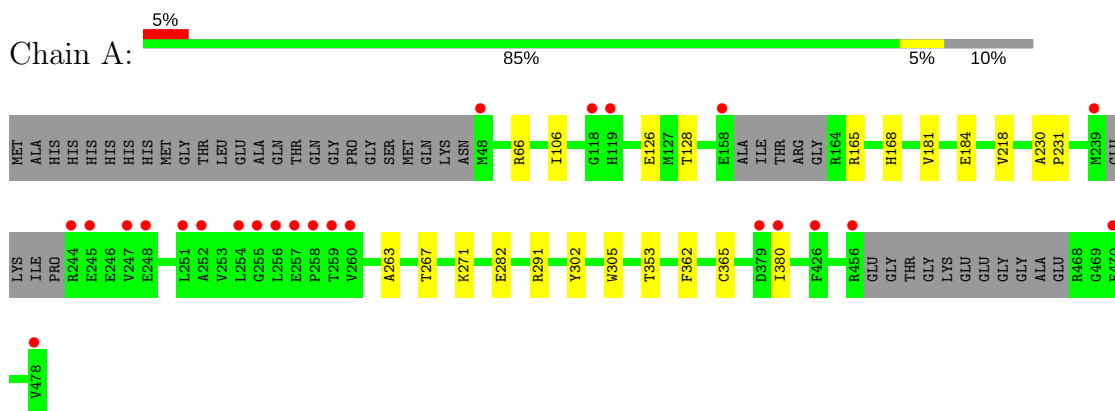 5%
Chain A:
85% 5% 10%
MET ALA HIS HIS HIS HIS HIS HIS MET GLY THR LEU GLU ALA GLN THR GLN GLY PRO GLY SER MET GLN LYS ASN M48 R66 I106 G118 H119 E126 M127 T128 E158 ALA ILE THR ARG GLY R164 R165 H168 V181 E184 V218 A230 P231 M239 GLU
LYS ILE PRO R244 E245 E246 V247 E248 L251 A252 V253 L254 G255 L256 E257 P258 T259 V260 A263 T267 K271 E282 R291 Y302 W305 T353 F362 C365 D379 I380 F426 R456 GLU GLY THR GLY LYS GLU GLU GLY GLY ALA GLU R468 G469
V478